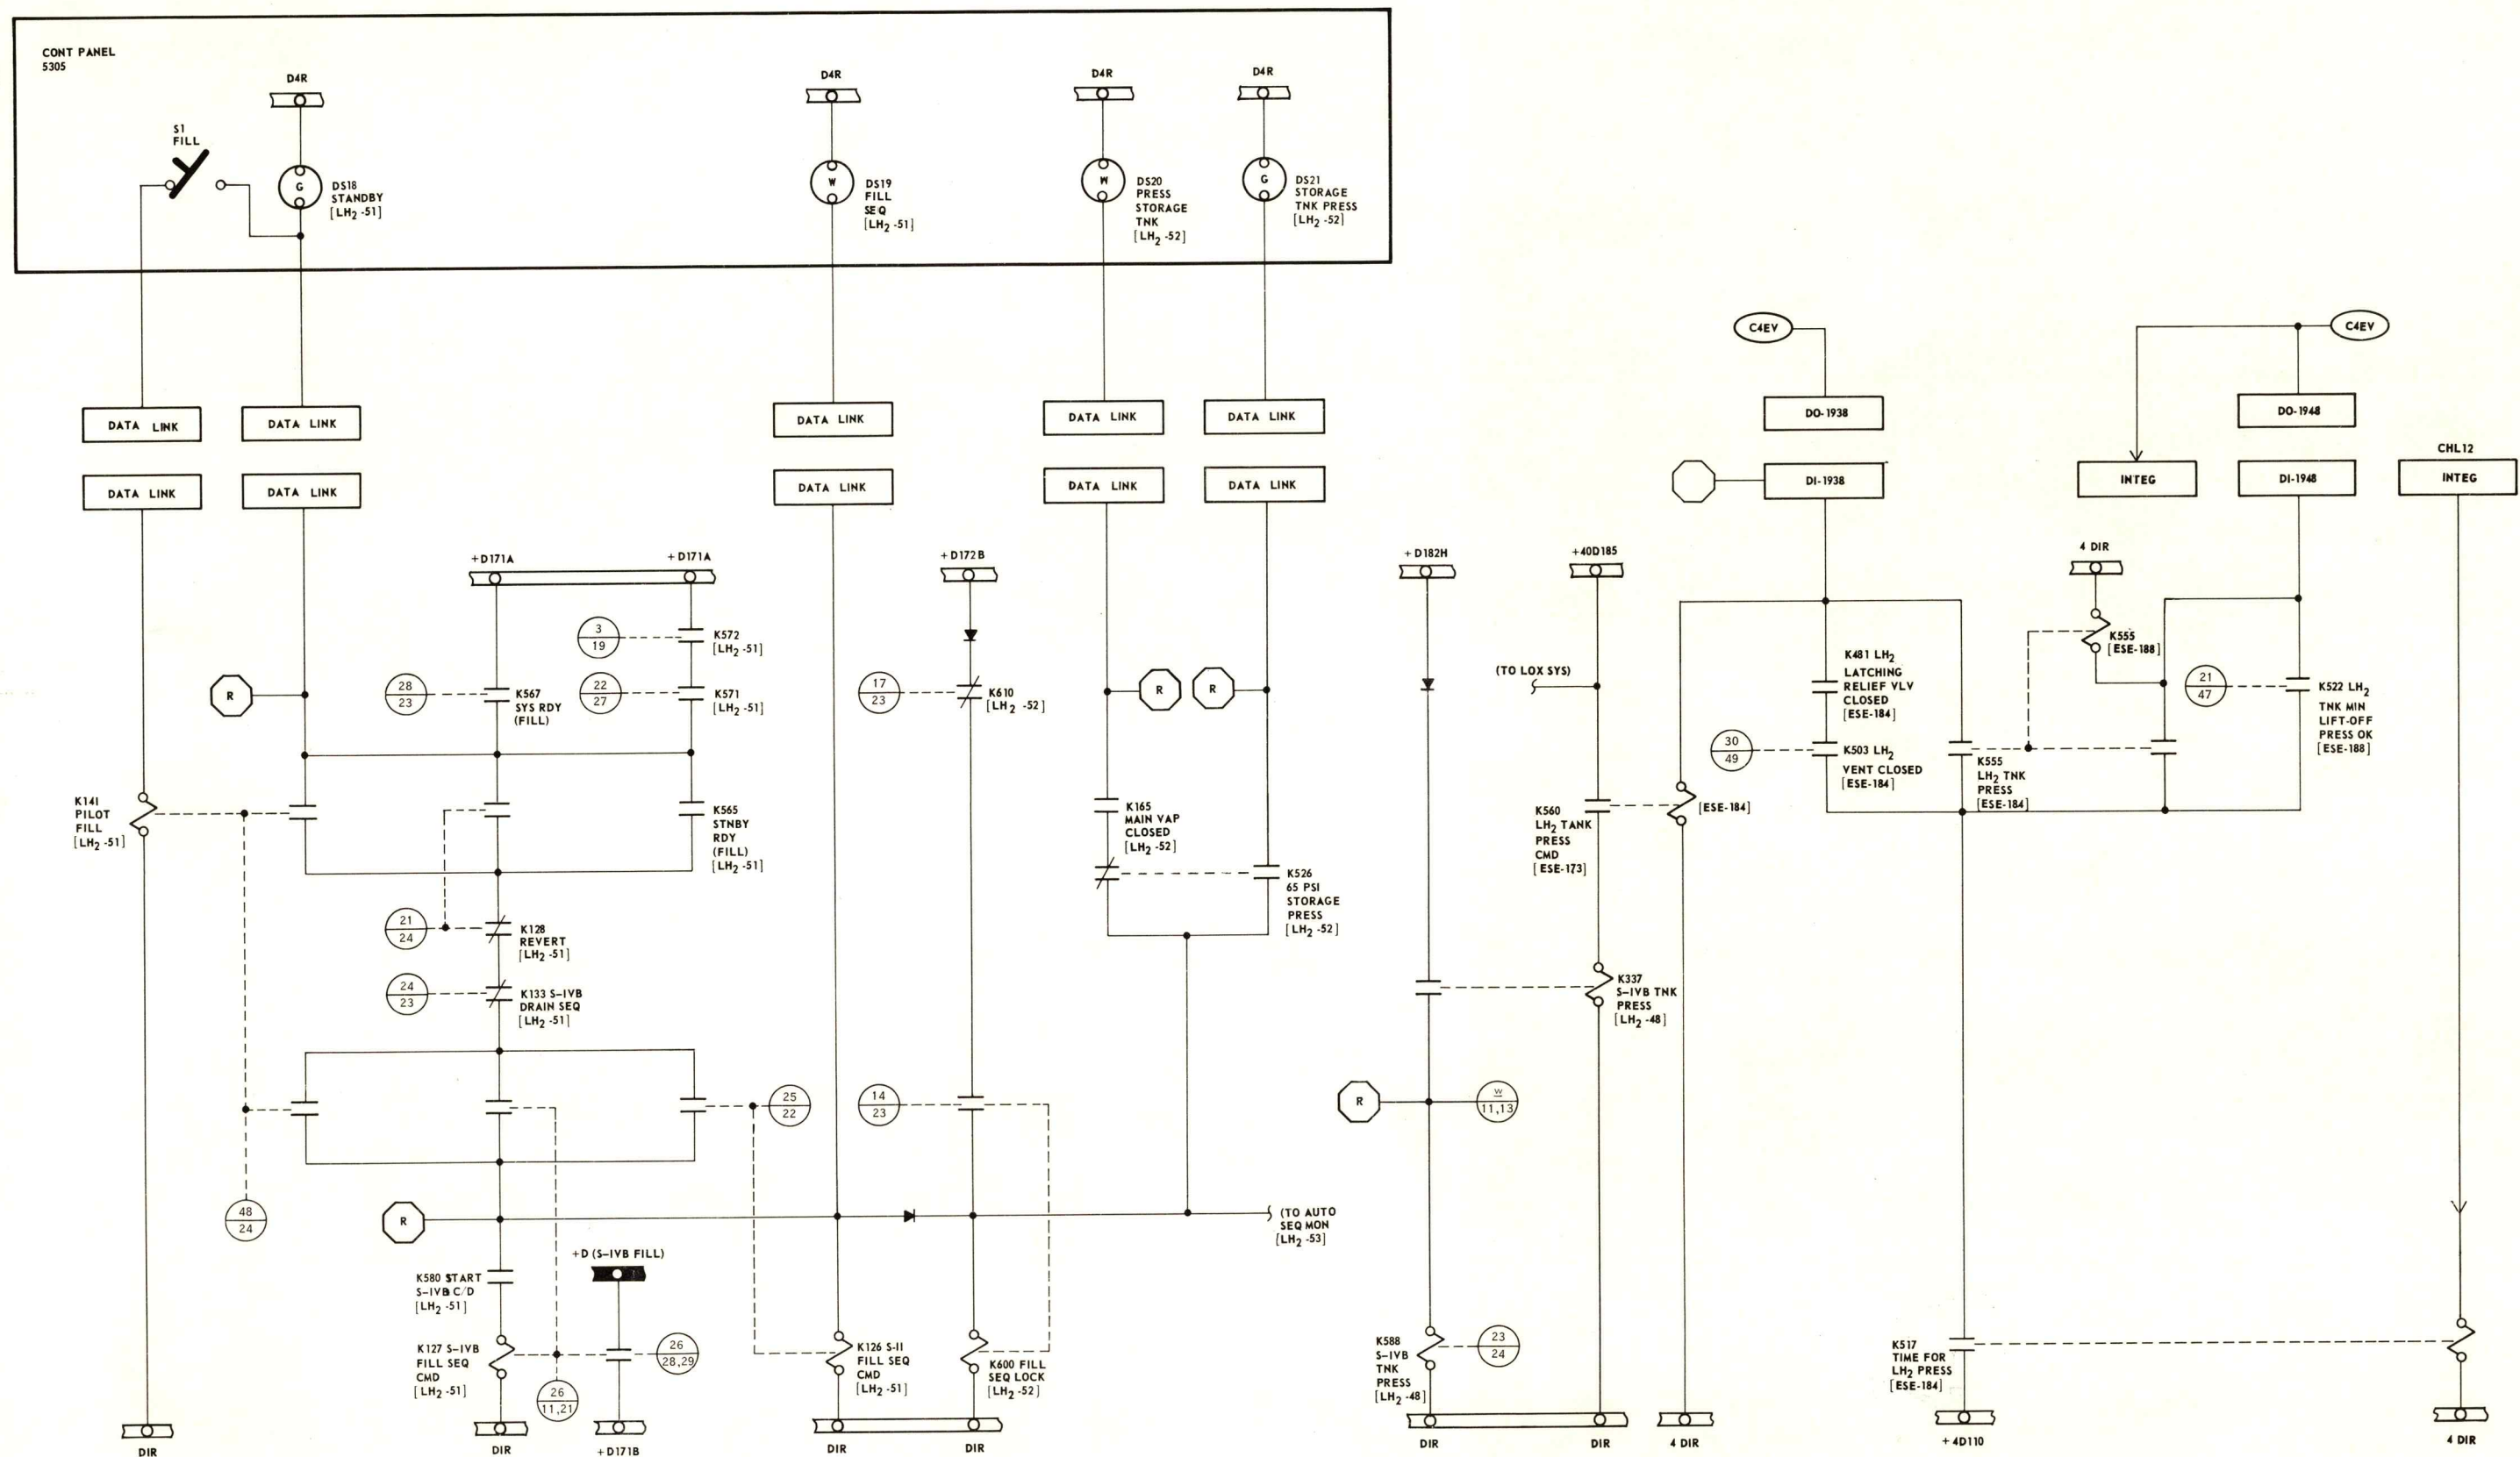 CONT PANEL
5305
D4R
D4R
D4R
D4R
S1
FILL
G
DS18
STANDBY
[LH2 -51]
W
DS19
FILL
SEQ
[LH2 -51]
W
DS20
PRESS
STORAGE
TNK
[LH2 -52]
G
DS21
STORAGE
TNK PRESS
[LH2 -52]
C4EV
C4EV
DATA LINK
DATA LINK
DATA LINK
DATA LINK
DATA LINK
DO-1938
DO-1948
CHL12
DATA LINK
DATA LINK
DATA LINK
DATA LINK
DATA LINK
DI-1938
INTEG
DI-1948
INTEG
+D171A
+D171A
+D172B
+ D182H
+40D185
4 DIR
3
19
K572
[LH2 -51]
R
28
23
K567
SYS RDY
(FILL)
22
27
K571
[LH2 -51]
17
23
K610
[LH2 -52]
R
R
(TO LOX SYS)
K481 LH2
LATCHING
RELIEF VLV
CLOSED
[ESE-184]
K555
[ESE-188]
21
47
K522 LH2
TNK MIN
LIFT-OFF
PRESS OK
[ESE-188]
30
49
K503 LH2
VENT CLOSED
[ESE-184]
K555
LH2 TNK
PRESS
[ESE-184]
K141
PILOT
FILL
[LH2 -51]
K565
STNBY
RDY
(FILL)
[LH2 -51]
K165
MAIN VAP
CLOSED
[LH2 -52]
K560
LH2 TANK
PRESS
CMD
[ESE-173]
[ESE-184]
K526
65 PSI
STORAGE
PRESS
[LH2 -52]
21
24
K128
REVERT
[LH2 -51]
24
23
K133 S-IVB
DRAIN SEQ
[LH2 -51]
K337
S-IVB TNK
PRESS
[LH2 -48]
25
22
14
23
R
W
11,13
48
24
R
(TO AUTO
SEQ MON
[LH2 -53]
+D (S-IVB FILL)
K580 START
S-IVB C/D
[LH2 -51]
K127 S-IVB
FILL SEQ
CMD
[LH2 -51]
26
28,29
26
11,21
K126 S-II
FILL SEQ
CMD
[LH2 -51]
K600 FILL
SEQ LOCK
[LH2 -52]
K588
S-IVB
TNK
PRESS
[LH2 -48]
23
24
K517
TIME FOR
LH2 PRESS
[ESE-184]
DIR
DIR
+D171B
DIR
DIR
DIR
DIR
4 DIR
+ 4D110
4 DIR